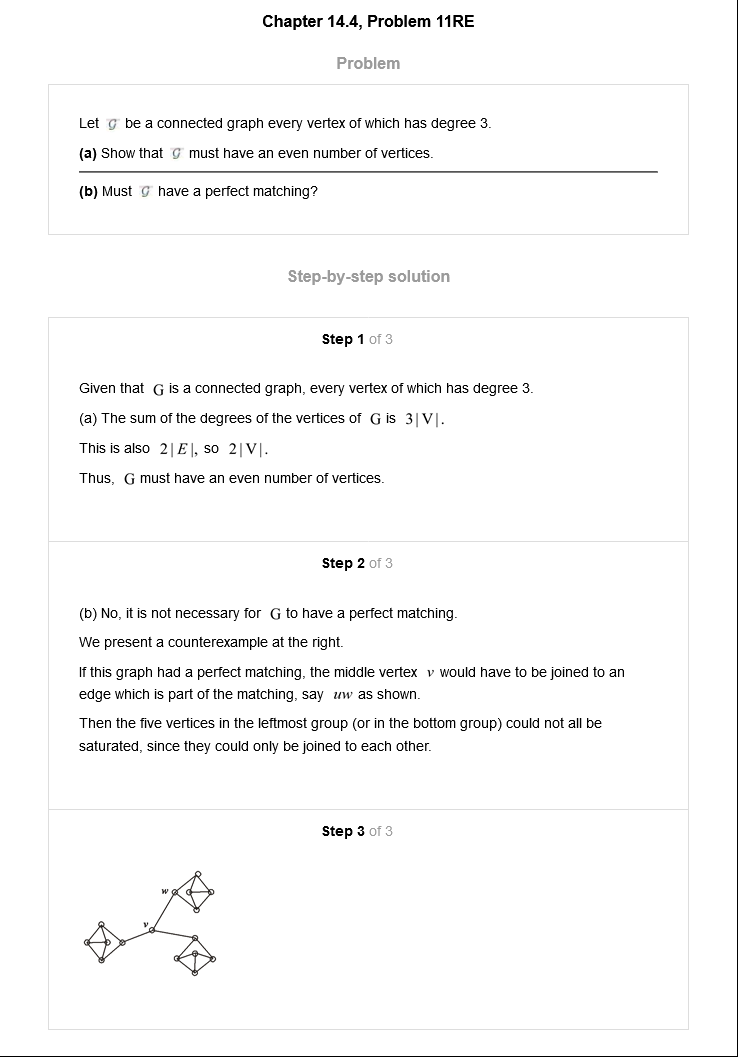 Chapter 14.4, Problem 11RE
Problem
Let G be a connected graph every vertex of which has degree 3.
(a) Show that G must have an even number of vertices.
(b) Must G have a perfect matching?
Step-by-step solution
Step 1 of 3
Given that G is a connected graph, every vertex of which has degree 3.
(a) The sum of the degrees of the vertices of G is 3|V|.
This is also 2|E|, so 2|V|.
Thus, G must have an even number of vertices.
Step 2 of 3
(b) No, it is not necessary for G to have a perfect matching.
We present a counterexample at the right.
If this graph had a perfect matching, the middle vertex v would have to be joined to an
edge which is part of the matching, say uw as shown.
Then the five vertices in the leftmost group (or in the bottom group) could not all be
saturated, since they could only be joined to each other.
Step 3 of 3
w
v